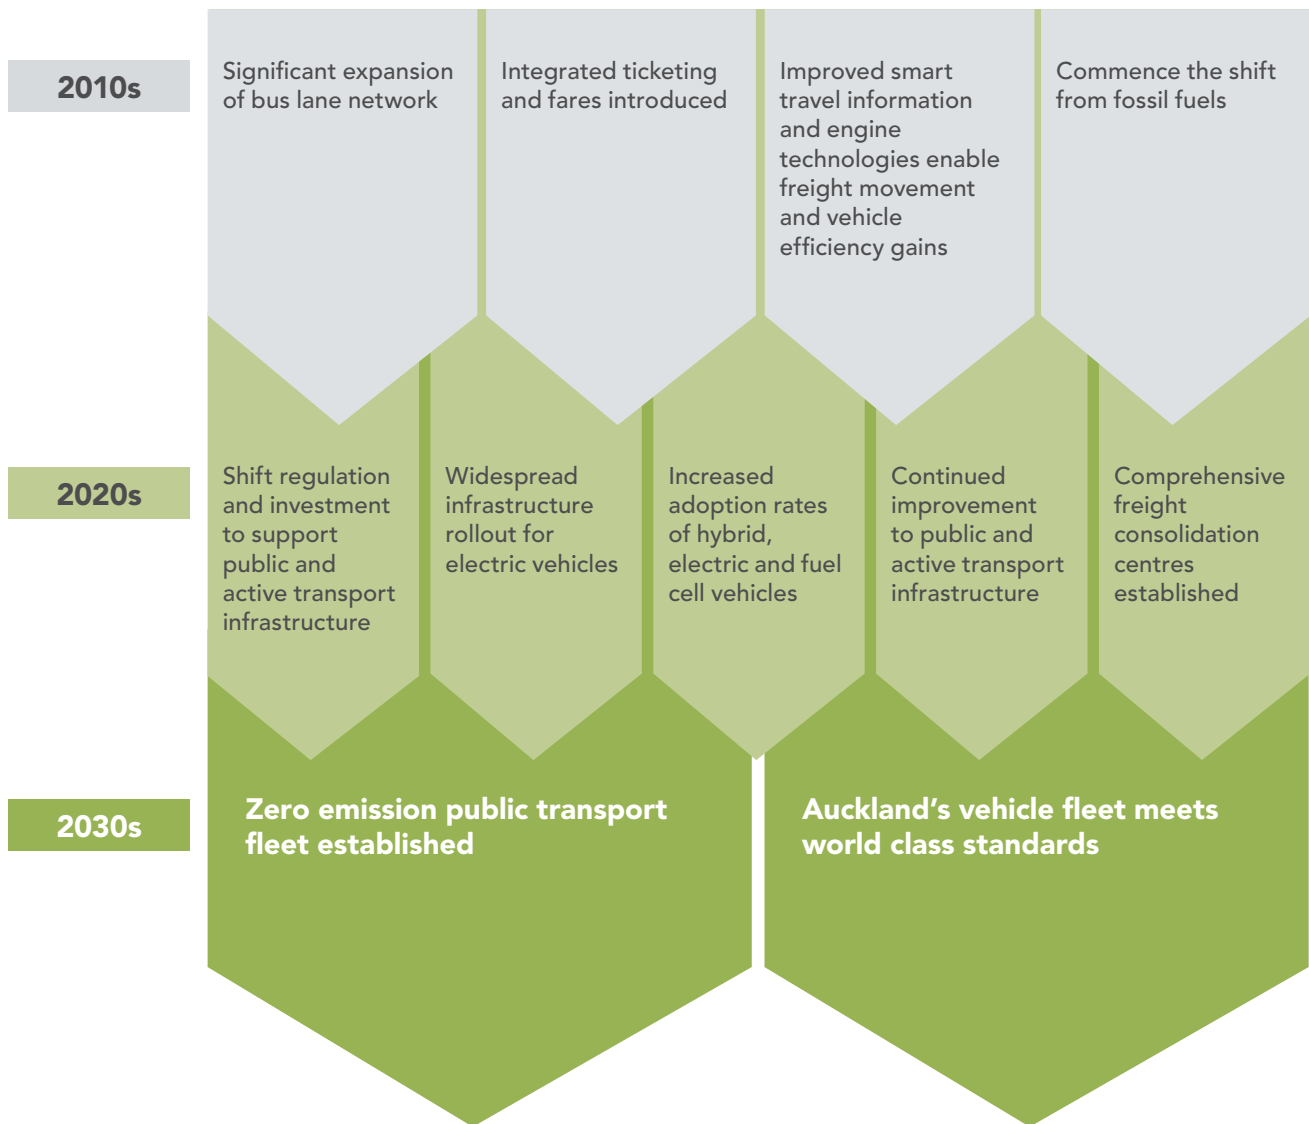 2010s
Significant expansion
of bus lane network
Integrated ticketing
and fares introduced
Improved smart
travel information
and engine
technologies enable
freight movement
and vehicle
efficiency gains
Commence the shift
from fossil fuels
2020s
Shift regulation
and investment
to support
public and
active transport
infrastructure
Widespread
infrastructure
rollout for
electric vehicles
Increased
adoption rates
of hybrid,
electric and fuel
cell vehicles
Continued
improvement
to public and
active transport
infrastructure
Comprehensive
freight
consolidation
centres
established
2030s
Zero emission public transport
fleet established
Auckland’s vehicle fleet meets
world class standards